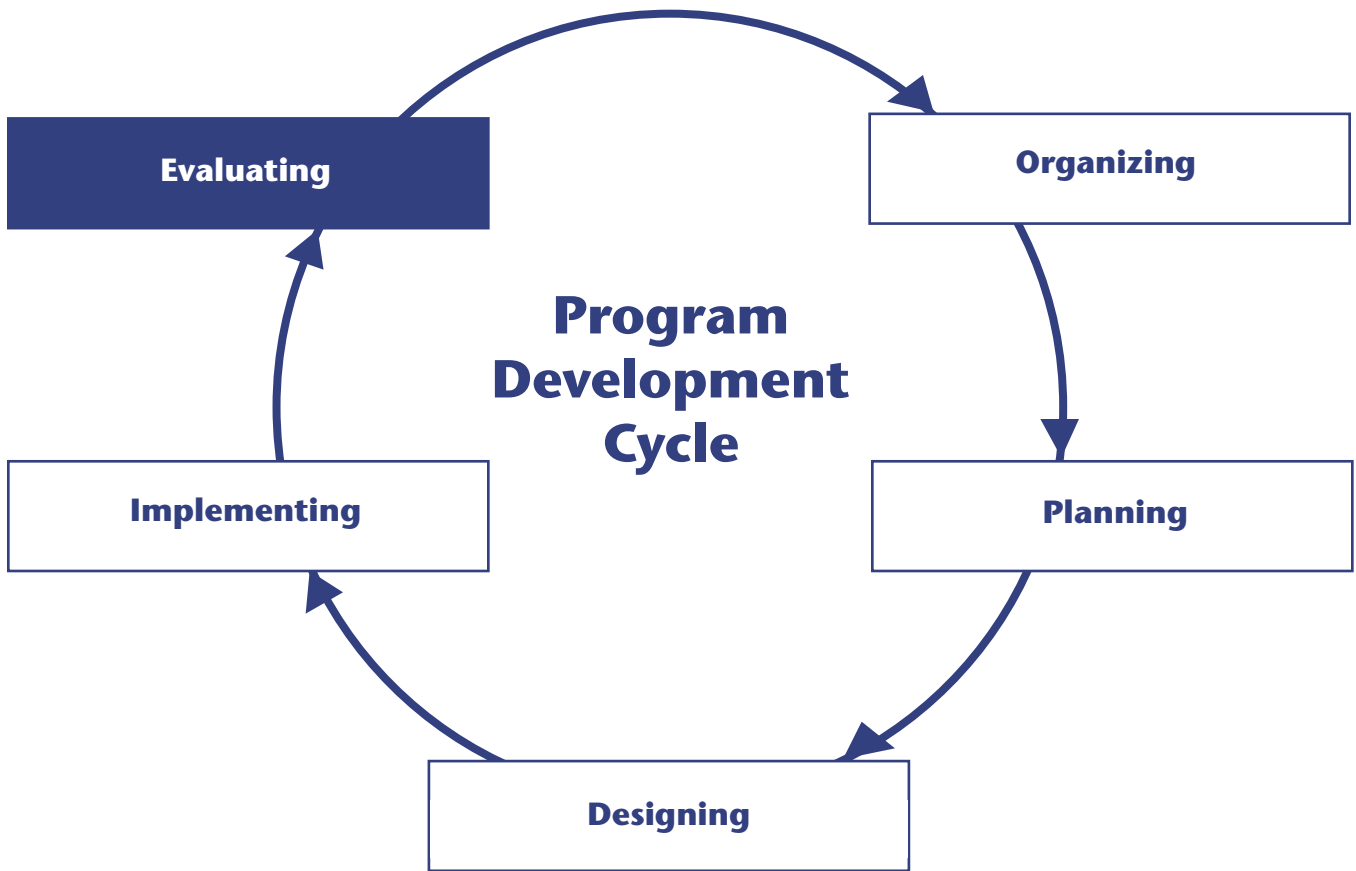 Evaluating
Organizing
Program
Development
Cycle
Implementing
Planning
Designing